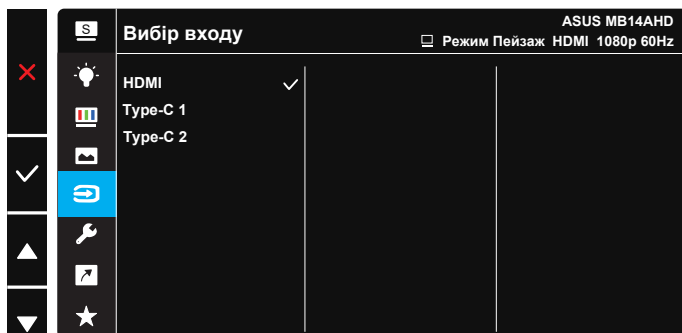 S
Вибір входу
ASUS MB14AHD
Режим Пейзаж HDMI 1080p 60Hz
HDMI
Type-C 1
Type-C 2